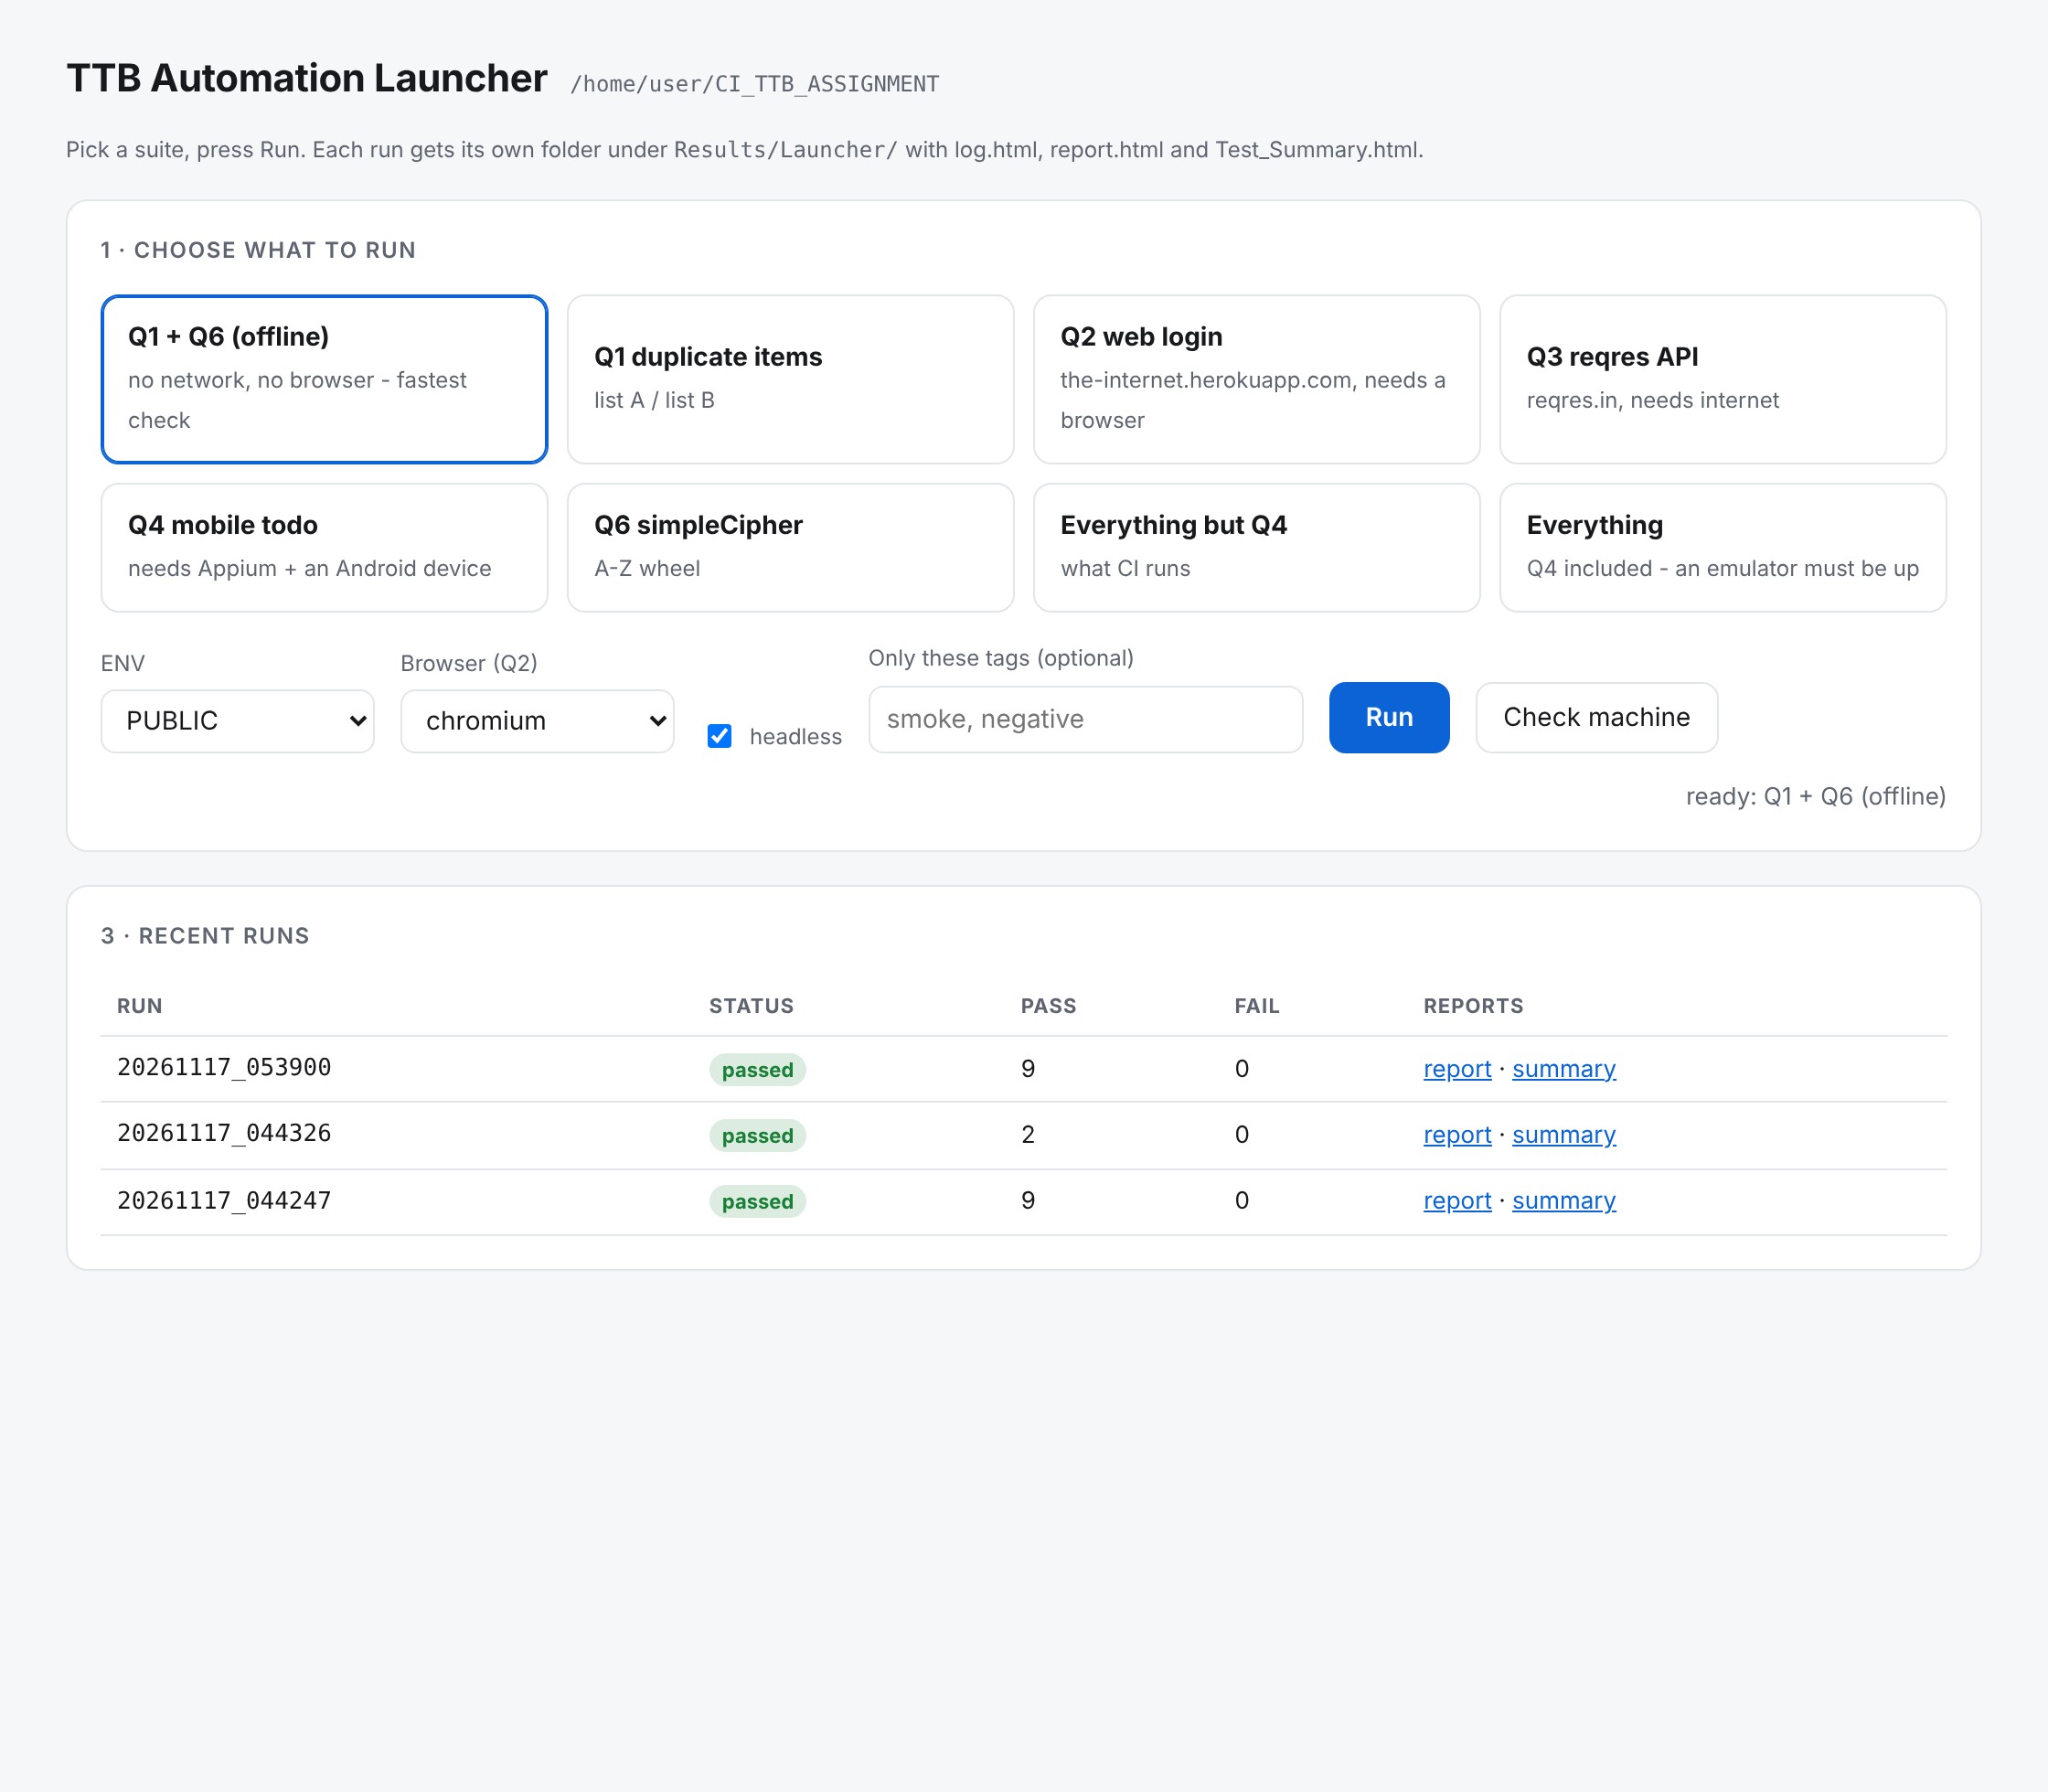 TTB Automation Launcher /home/user/CI_TTB_ASSIGNMENT
Pick a suite, press Run. Each run gets its own folder under Results/Launcher/ with log.html, report.html and Test_Summary.html.
1 · CHOOSE WHAT TO RUN
Q1 + Q6 (offline)
no network, no browser - fastest
check
Q1 duplicate items
list A / list B
Q2 web login
the-internet.herokuapp.com, needs a
browser
Q3 reqres API
reqres.in, needs internet
Q4 mobile todo
needs Appium + an Android device
Q6 simpleCipher
A-Z wheel
Everything but Q4
what CI runs
Everything
Q4 included - an emulator must be up
ENV
PUBLIC
Browser (Q2)
chromium
headless
Only these tags (optional)
smoke, negative
Run
Check machine
ready: Q1 + Q6 (offline)
3 · RECENT RUNS
RUN STATUS PASS FAIL REPORTS
20261117_053900 passed 9 0 report · summary
20261117_044326 passed 2 0 report · summary
20261117_044247 passed 9 0 report · summary